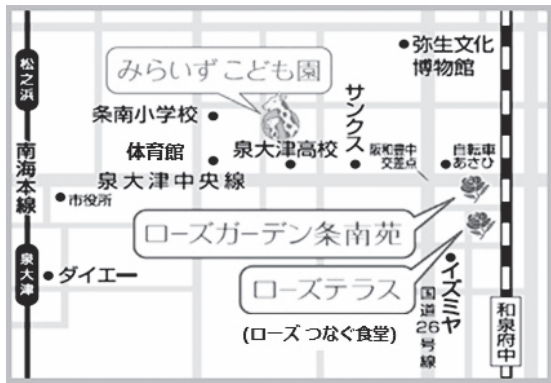 松之浜
弥生文化
博物館
みらいずこども園
サンクス
条南小学校
体育館
泉大津高校
阪和豊中
交差点
自転車
あさひ
南海本線
泉大津中央線
市役所
ローズガーデン条南苑
泉大津
ダイエー
ローズテラス
イズミヤ
(ローズ つなぐ食堂)
国道26号線
和泉府中